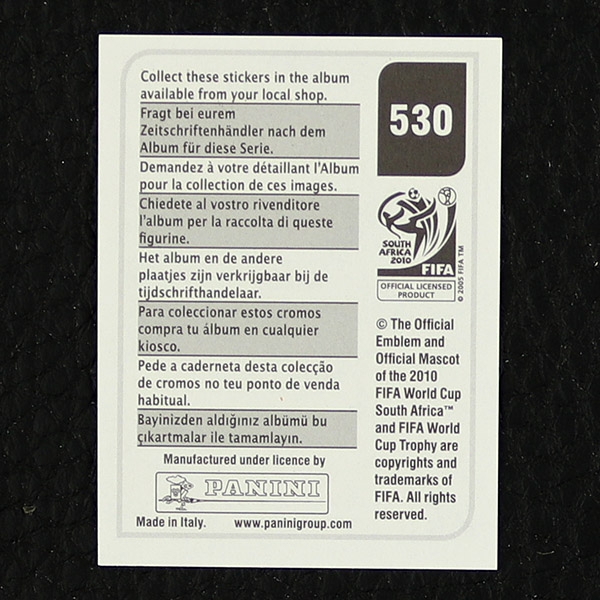 Collect these stickers in the album
available from your local shop.
Fragt bei eurem
Zeitschriftenhändler nach dem
Album für diese Serie.
Demandez à votre détaillant l'Album
pour la collection de ces images.
Chiedete al vostro rivenditore
l'album per la raccolta di queste
figurine.
Het album en de andere
plaatjes zijn verkrijgbaar bij de
tijdschrifthandelaar.
Para coleccionar estos cromos
compra tu álbum en cualquier
kiosco.
Pede a caderneta desta colecção
de cromos no teu ponto de venda
habitual.
Bayinizden aldığınız albümü bu
çıkartmalar ile tamamlayın.
Manufactured under licence by
PANINI
Made in Italy. www.paninigroup.com
530
SOUTH
AFRICA
2010
FIFA
© 2005 FIFA TM
OFFICIAL LICENSED
PRODUCT
© The Official
Emblem and
Official Mascot
of the 2010
FIFA World Cup
South Africa™
and FIFA World
Cup Trophy are
copyrights and
trademarks of
FIFA. All rights
reserved.